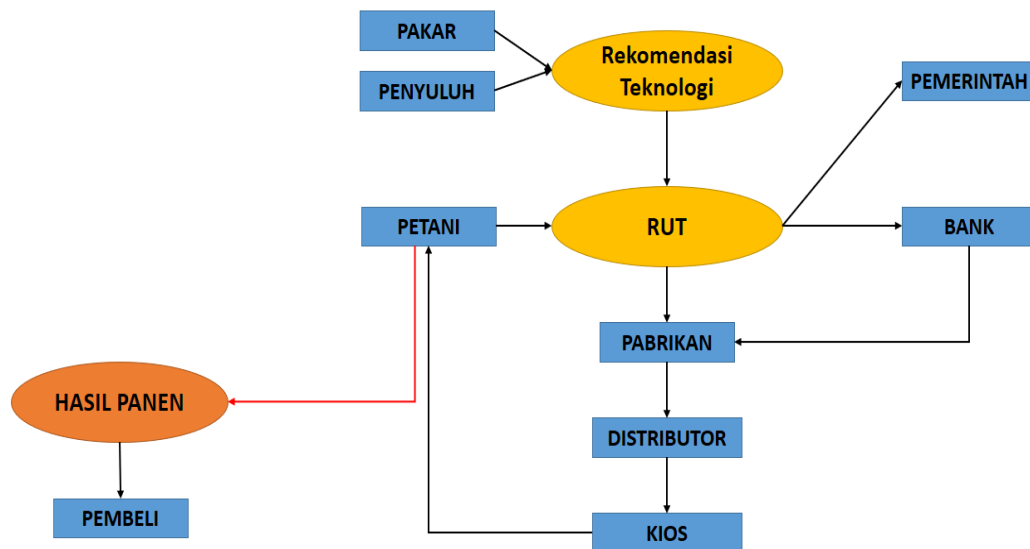 PAKAR
Rekomendasi
Teknologi
PENYULUH
PEMERINTAH
PETANI
RUT
BANK
PABRIKAN
HASIL PANEN
DISTRIBUTOR
PEMBELI
KIOS